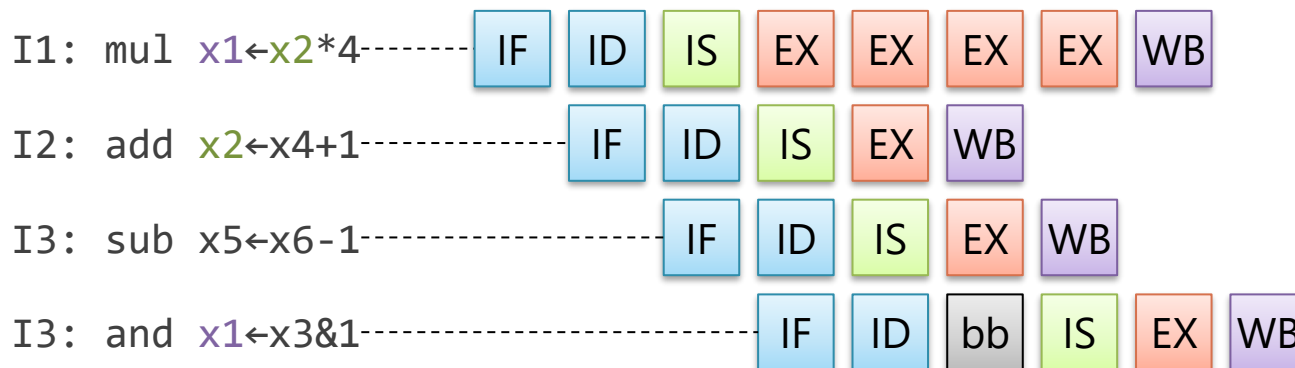 I1: mul x1←x2*4 IF ID IS EX EX EX EX WB
I2: add x2←x4+1 IF ID IS EX WB
I3: sub x5←x6-1 IF ID IS EX WB
I3: and x1←x3&1 IF ID bb IS EX WB